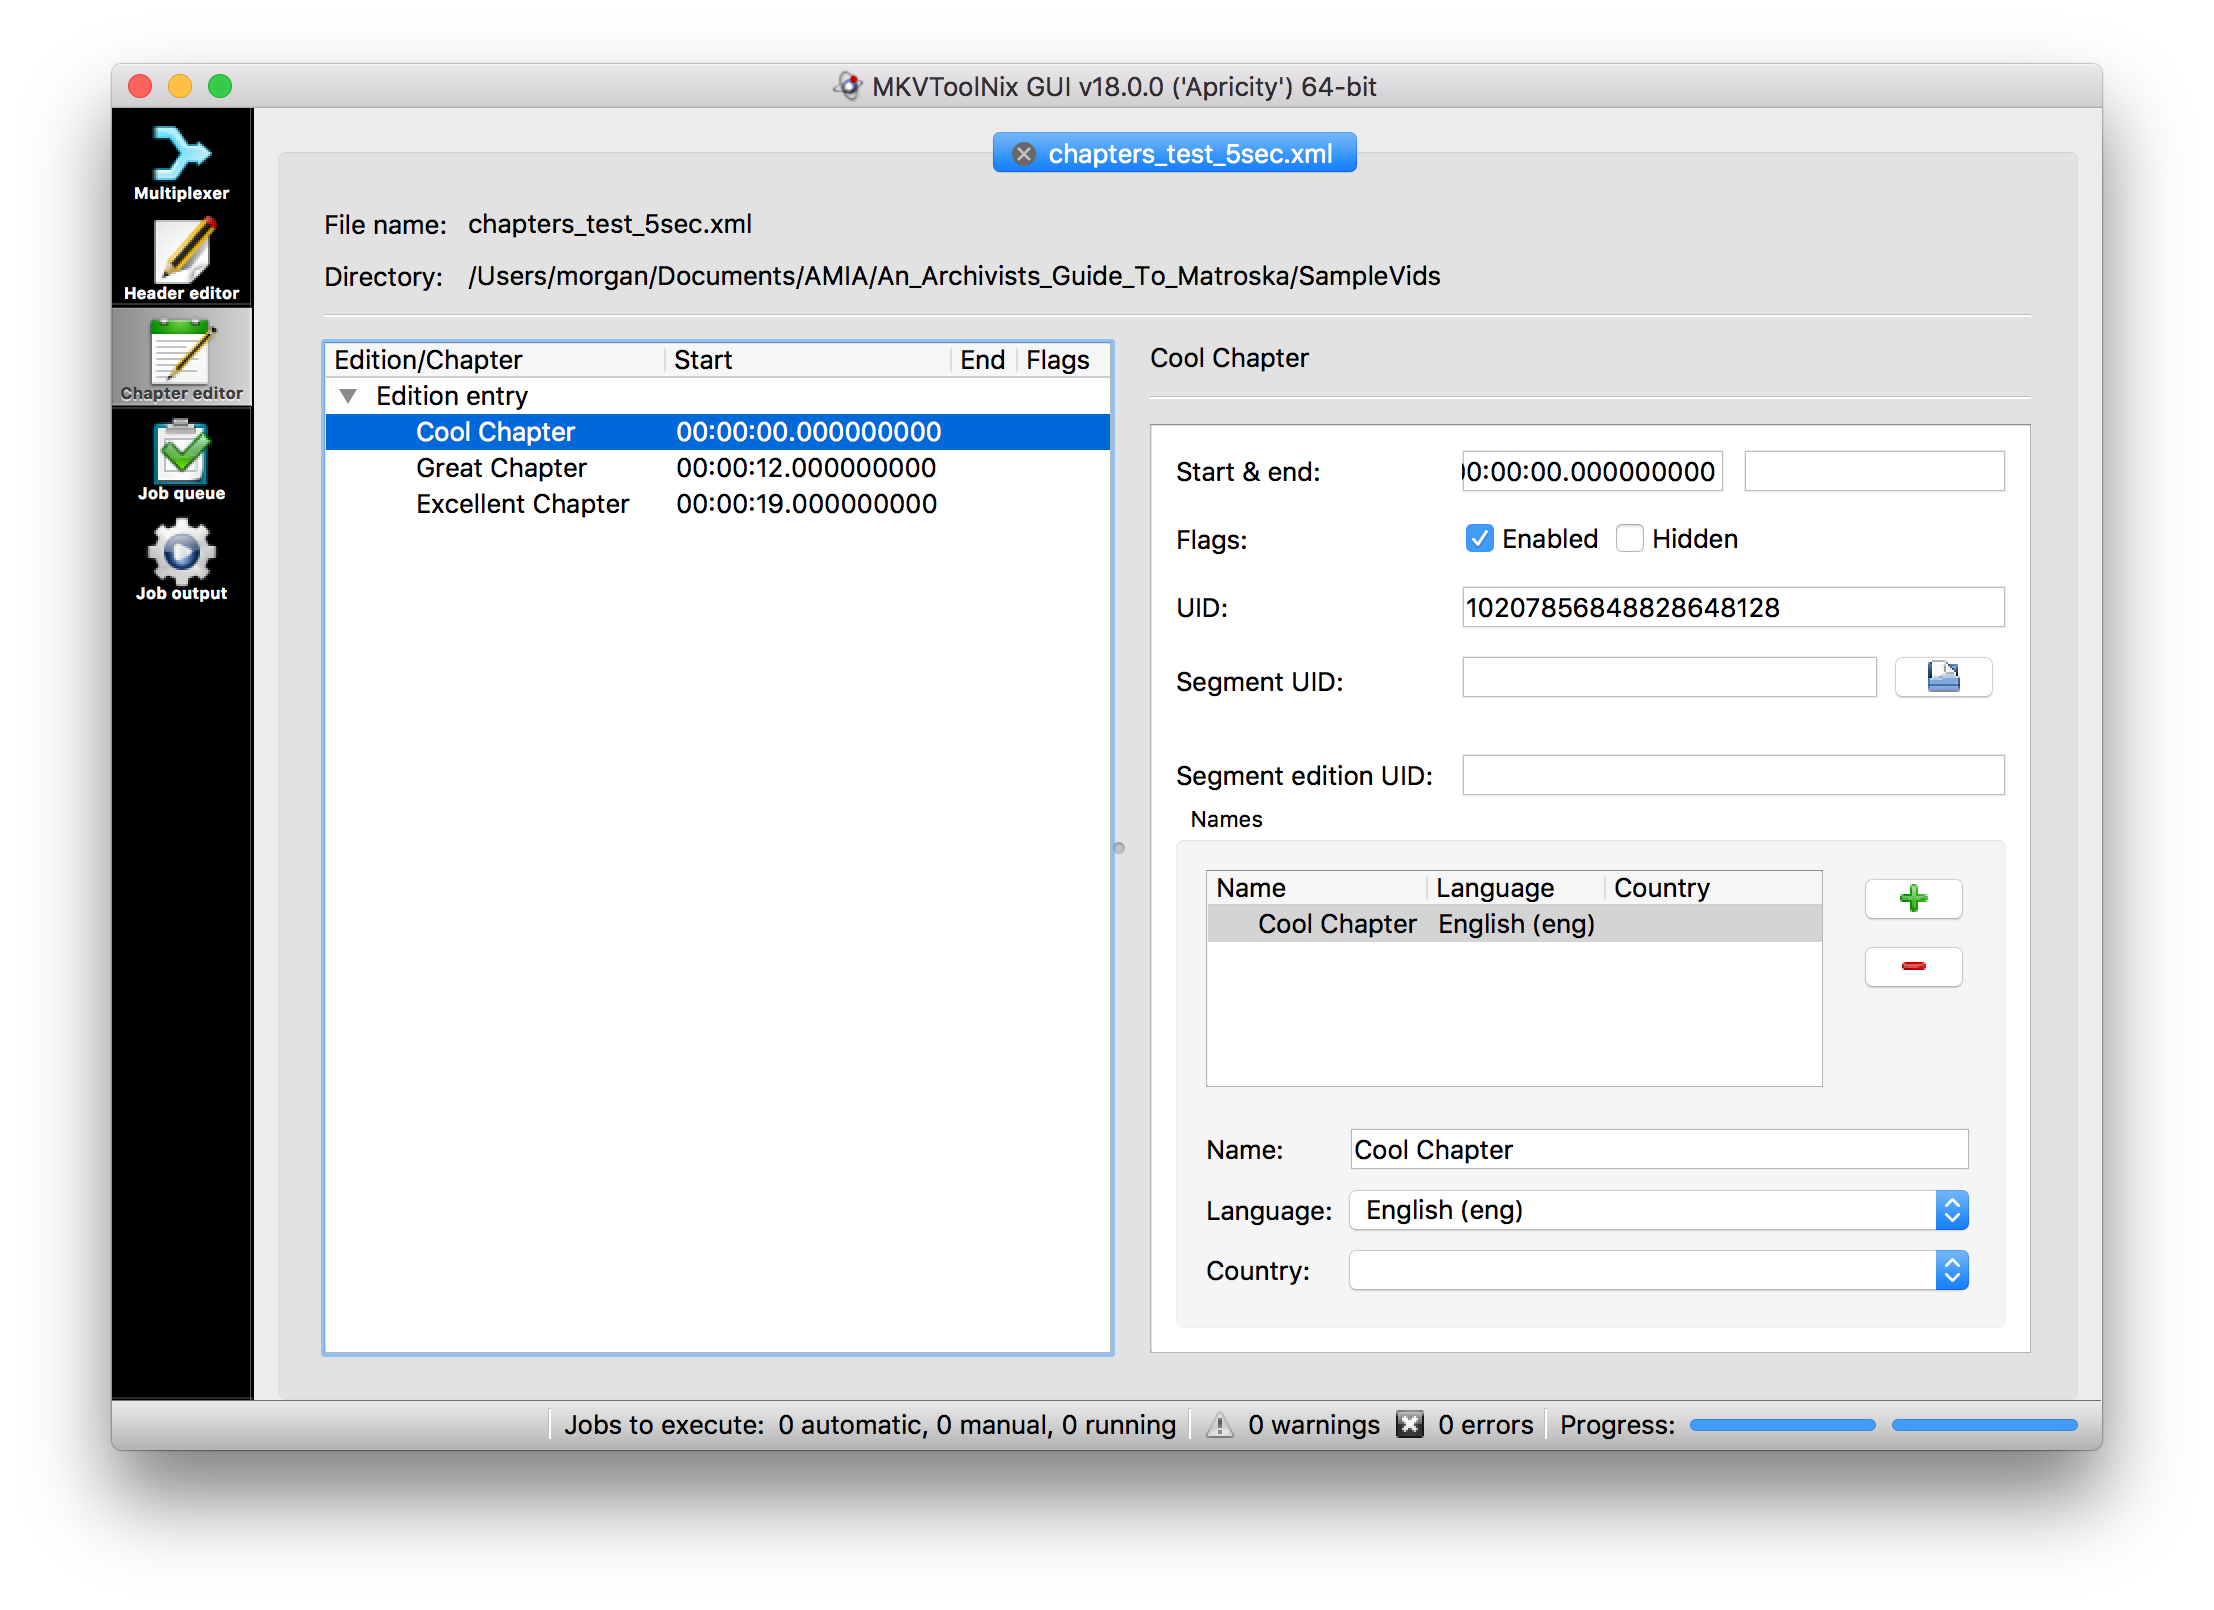 MKVToolNix GUI v18.0.0 ('Apricity') 64-bit
Multiplexer
Header editor
Chapter editor
Job queue
Job output
chapters_test_5sec.xml
File name: chapters_test_5sec.xml
Directory: /Users/morgan/Documents/AMIA/An_Archivists_Guide_To_Matroska/SampleVids
Edition/Chapter Start End Flags
Edition entry
Cool Chapter 00:00:00.000000000
Great Chapter 00:00:12.000000000
Excellent Chapter 00:00:19.000000000
Cool Chapter
Start & end: 00:00:00.000000000
Flags: Enabled Hidden
UID: 10207856848828648128
Segment UID:
Segment edition UID:
Names
Name Language Country
Cool Chapter English (eng)
Name: Cool Chapter
Language: English (eng)
Country:
Jobs to execute: 0 automatic, 0 manual, 0 running 0 warnings 0 errors Progress: